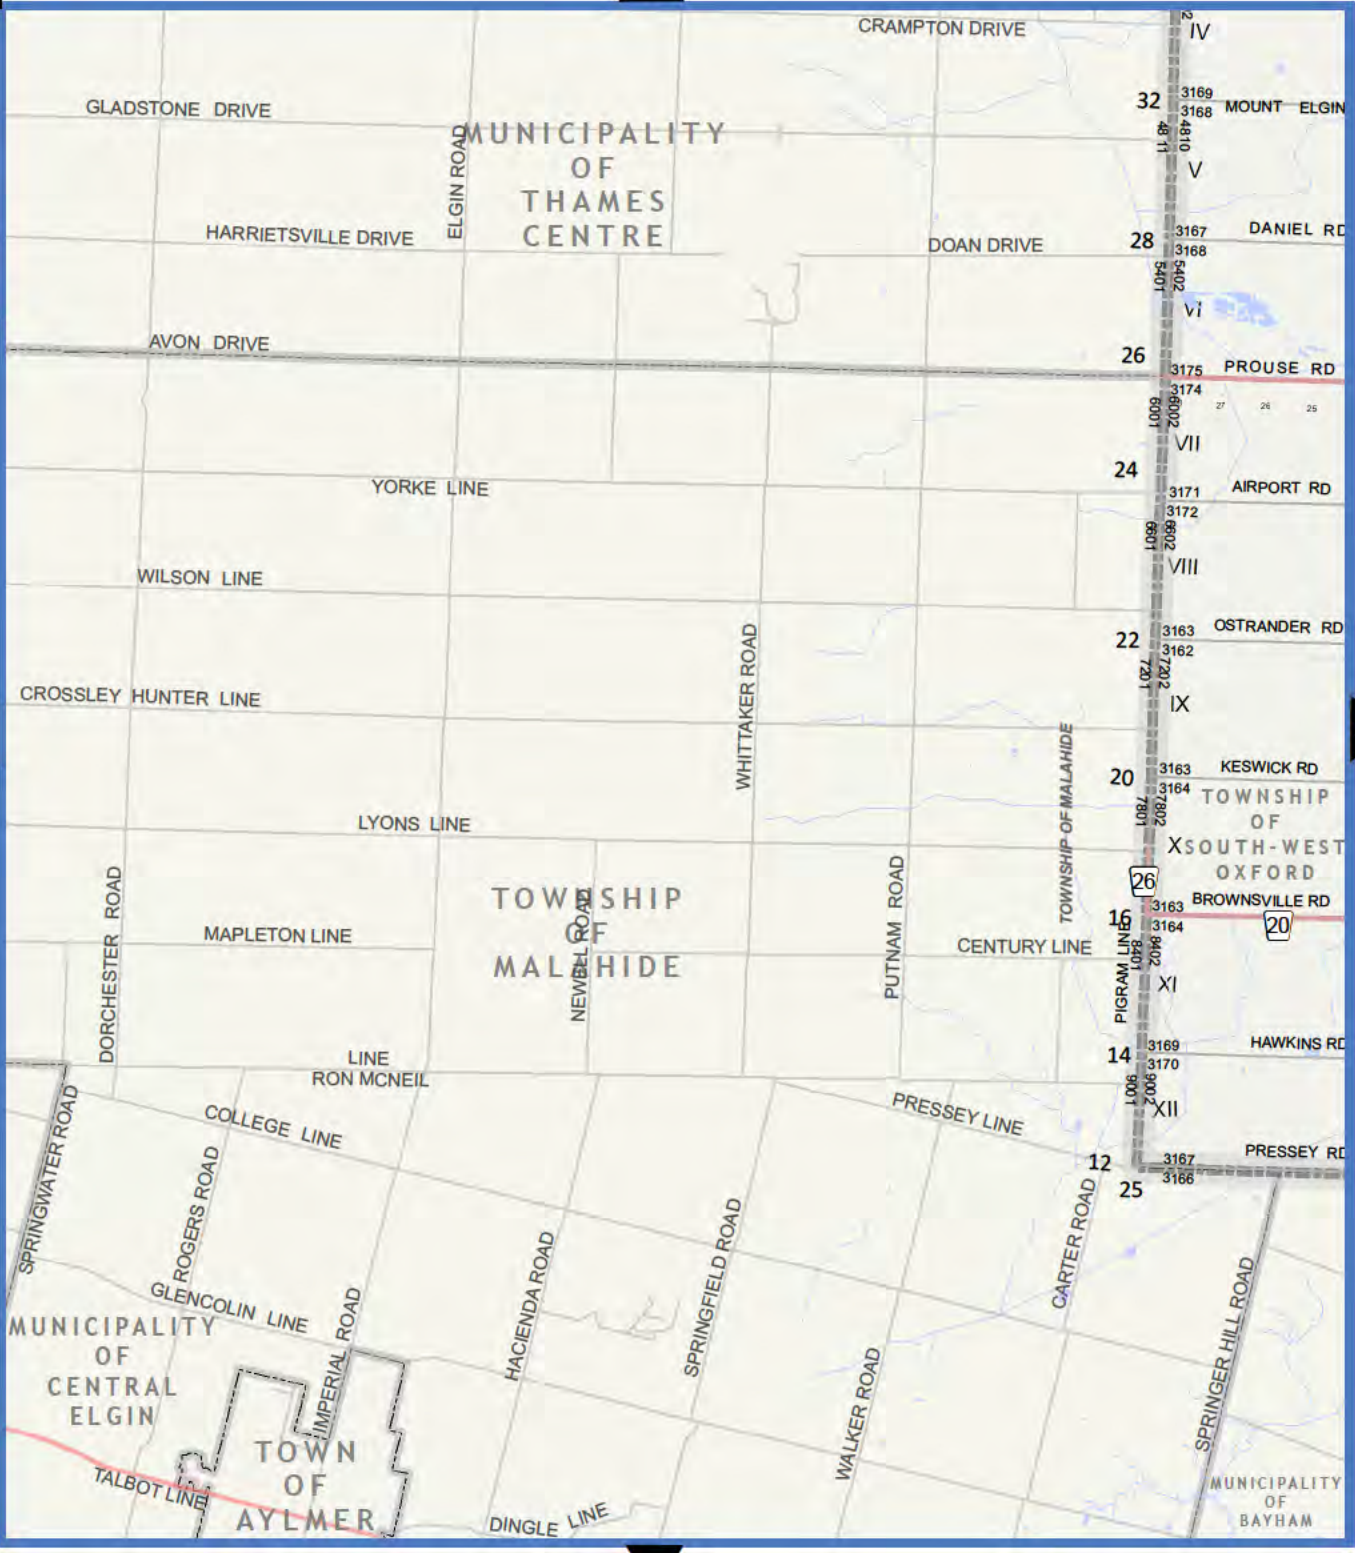 CRAMPTON DRIVE
2
IV
GLADSTONE DRIVE
32
3169
3168
MOUNT ELGIN
MUNICIPALITY
OF
THAMES
CENTRE
ELGIN ROAD
4811
4810
V
HARRIETSVILLE DRIVE
DOAN DRIVE
28
3167
3168
DANIEL RD
5401
5402
VI
AVON DRIVE
26
3175
3174
PROUSE RD
27 26 25
6001
6002
VII
24
YORKE LINE
3171
3172
AIRPORT RD
6601
6602
VIII
WILSON LINE
22
3163
3162
OSTRANDER RD
7201
7202
IX
CROSSLEY HUNTER LINE
WHITTAKER ROAD
TOWNSHIP OF MALAHIDE
20
3163
3164
KESWICK RD
TOWNSHIP
OF
SOUTH-WEST
OXFORD
7801
7802
X
LYONS LINE
26
BROWNSVILLE RD
20
16
3163
3164
DORCHESTER ROAD
MAPLETON LINE
TOWNSHIP
OF
MALAHIDE
NEWELL ROAD
PUTNAM ROAD
CENTURY LINE
PIGRAM LINE
8401
8402
XI
14
3169
3170
HAWKINS RD
LINE
RON MCNEIL
9001
9002
XII
COLLEGE LINE
PRESSEY LINE
12
3167
3166
PRESSEY RD
25
SPRINGWATER ROAD
ROGERS ROAD
GLENCOLIN LINE
IMPERIAL ROAD
HACIENDA ROAD
SPRINGFIELD ROAD
WALKER ROAD
CARTER ROAD
SPRINGER HILL ROAD
MUNICIPALITY
OF
CENTRAL
ELGIN
TOWN
OF
AYLMER
TALBOT LINE
DINGLE LINE
MUNICIPALITY
OF
BAYHAM